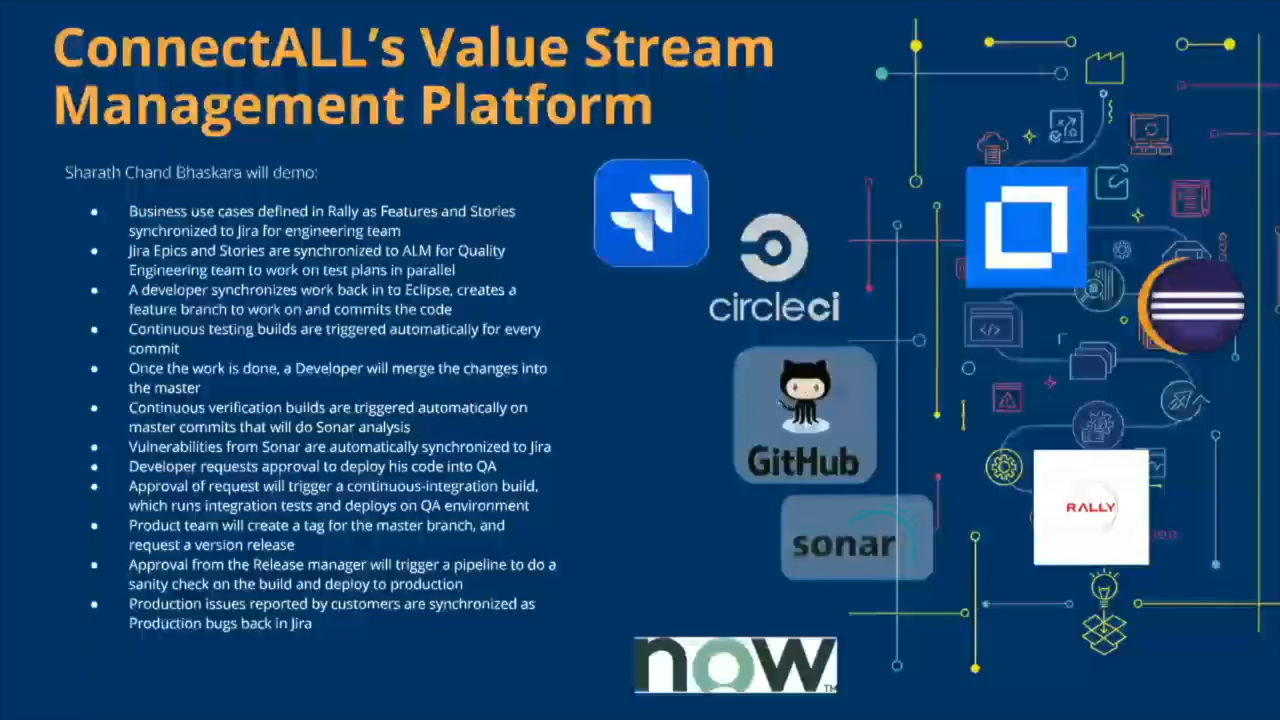 ConnectALL's Value Stream
Management Platform
Sharath Chand Bhaskara will demo:
● Business use cases defined in Rally as Features and Stories
synchronized to Jira for engineering team
● Jira Epics and Stories are synchronized to ALM for Quality
Engineering team to work on test plans in parallel
● A developer synchronizes work back in to Eclipse, creates a
feature branch to work on and commits the code
● Continuous testing builds are triggered automatically for every
commit
● Once the work is done, a Developer will merge the changes into
the master
● Continuous verification builds are triggered automatically on
master commits that will do Sonar analysis
● Vulnerabilities from Sonar are automatically synchronized to Jira
● Developer requests approval to deploy his code into QA
● Approval of request will trigger a continuous-integration build,
which runs integration tests and deploys on QA environment
● Product team will create a tag for the master branch, and
request a version release
● Approval from the Release manager will trigger a pipeline to do a
sanity check on the build and deploy to production
● Production issues reported by customers are synchronized as
Production bugs back in Jira
circleci
GitHub
sonar
RALLY
now
TM